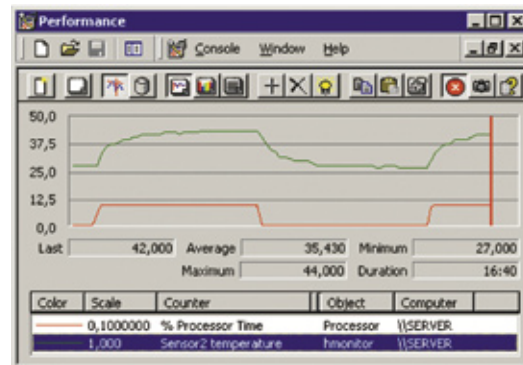 Performance
Console Window Help
50,0
37,5
25,0
12,5
0,0
Last 42,000 Average 35,430 Minimum 27,000
Maximum 44,000 Duration 16:40
Color Scale Counter Object Computer
0,1000000 % Processor Time Processor \\SERVER
1,000 Sensor2 temperature hmonitor \\SERVER